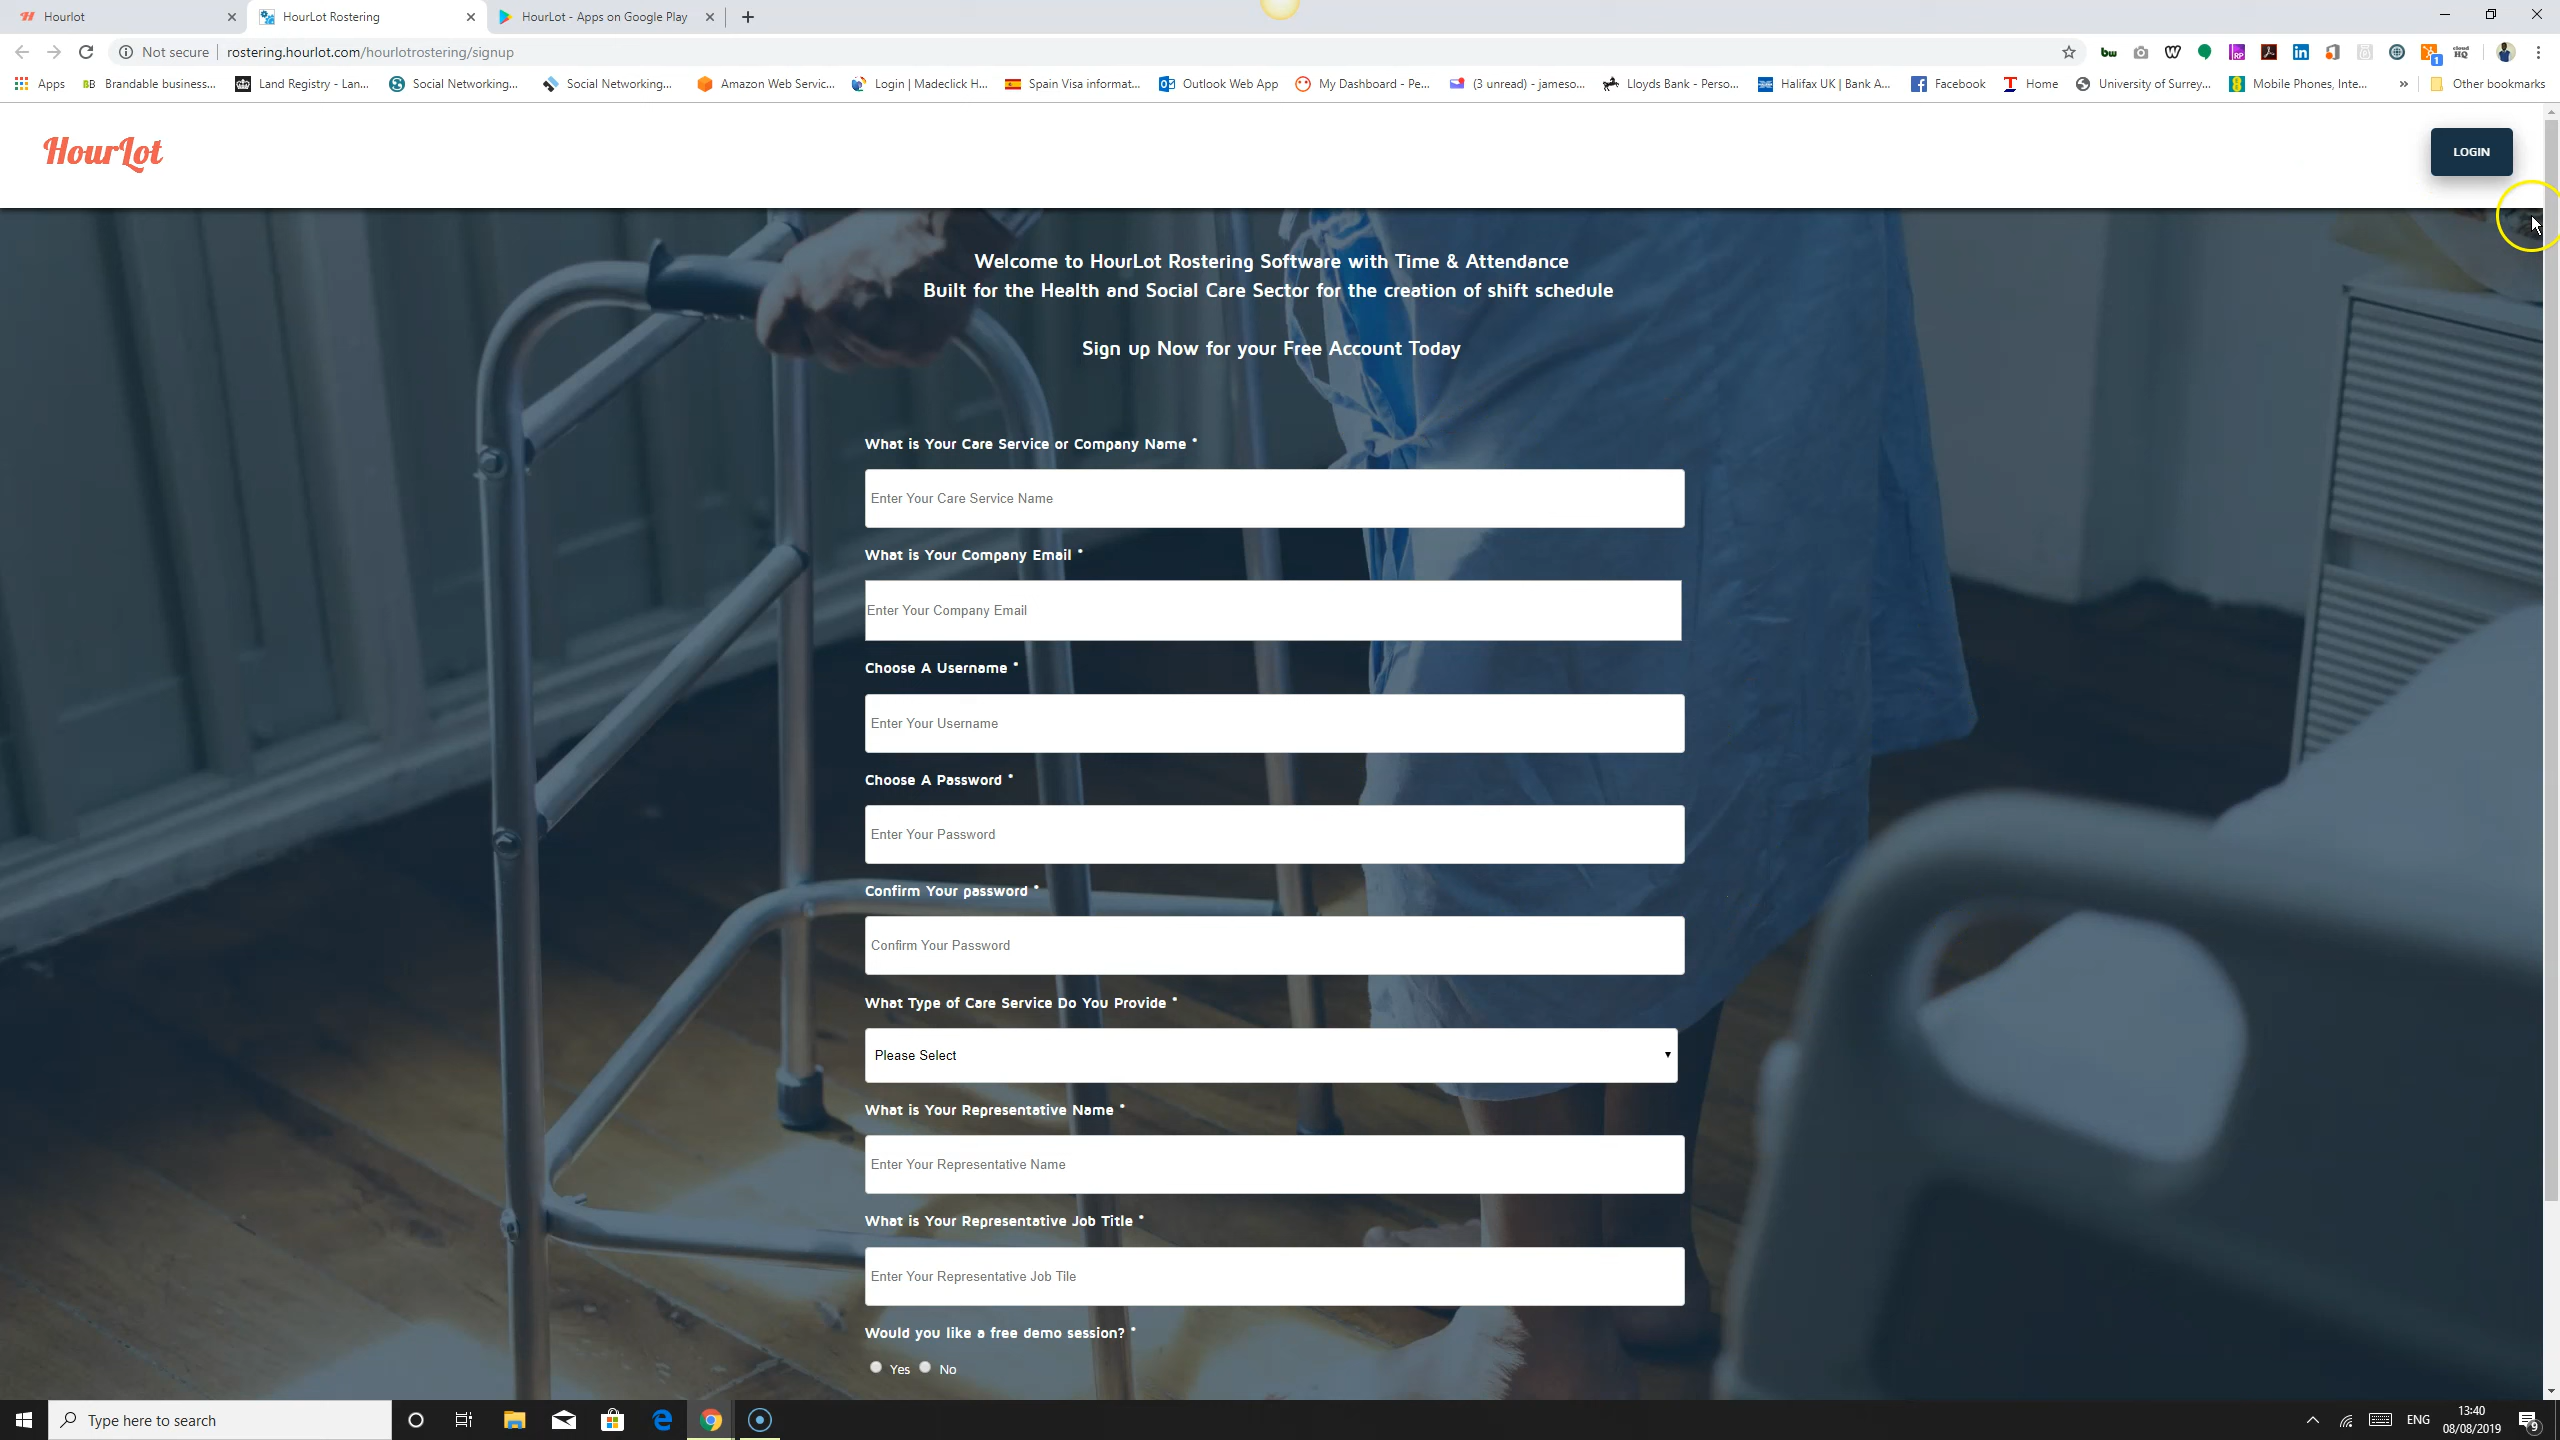 Hourlot
HourLot Rostering
HourLot - Apps on Google Play
Not secure
rostering.hourlot.com/hourlotrostering/signup
Apps
Brandable business...
Land Registry - Lan...
Social Networking...
Social Networking...
Amazon Web Servic...
Login | Madeclick H...
Spain Visa informat...
Outlook Web App
My Dashboard - Pe...
(3 unread) - jameso...
Lloyds Bank - Perso...
Halifax UK | Bank A...
Facebook
Home
University of Surrey...
Mobile Phones, Inte...
Other bookmarks
HourLot
LOGIN
Welcome to HourLot Rostering Software with Time & Attendance
Built for the Health and Social Care Sector for the creation of shift schedule
Sign up Now for your Free Account Today
What is Your Care Service or Company Name *
Enter Your Care Service Name
What is Your Company Email *
Enter Your Company Email
Choose A Username *
Enter Your Username
Choose A Password *
Enter Your Password
Confirm Your password *
Confirm Your Password
What Type of Care Service Do You Provide *
Please Select
What is Your Representative Name *
Enter Your Representative Name
What is Your Representative Job Title *
Enter Your Representative Job Tile
Would you like a free demo session? *
Yes No
Type here to search
ENG
13:40
08/08/2019
9